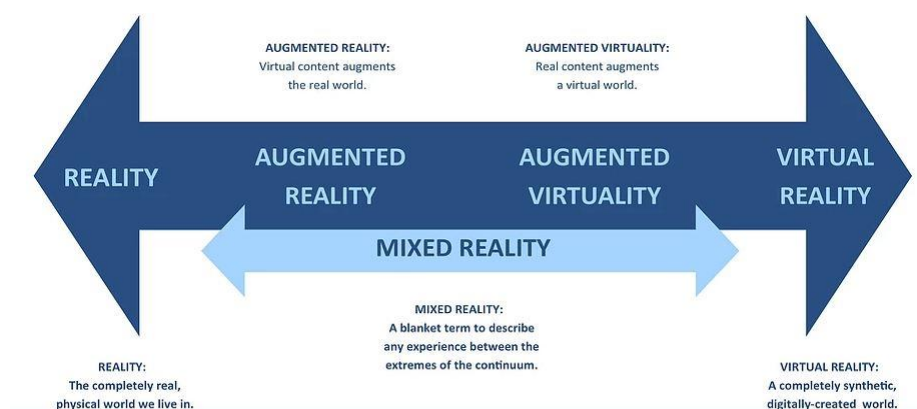 AUGMENTED REALITY:
Virtual content augments
the real world.
AUGMENTED VIRTUALITY:
Real content augments
a virtual world.
REALITY
AUGMENTED
REALITY
AUGMENTED
VIRTUALITY
VIRTUAL
REALITY
MIXED REALITY
MIXED REALITY:
A blanket term to describe
any experience between the
extremes of the continuum.
REALITY:
The completely real,
physical world we live in.
VIRTUAL REALITY:
A completely synthetic,
digitally-created world.